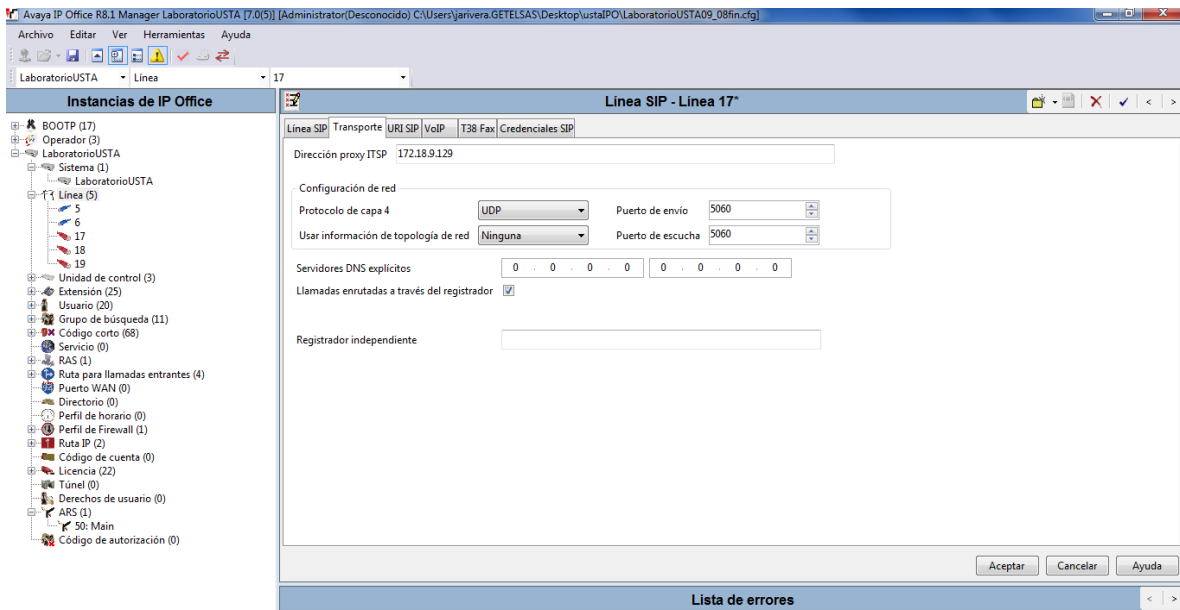 Avaya IP Office R8.1 Manager LaboratorioUSTA [7.0(5)] [Administrator(Desconocido) C:\Users\jarivera.GETELSAS\Desktop\ustaIPO\LaboratorioUSTA09_08fin.cfg]
Archivo Editar Ver Herramientas Ayuda
LaboratorioUSTA Línea 17
Instancias de IP Office
BOOTP (17)
Operador (3)
LaboratorioUSTA
Sistema (1)
LaboratorioUSTA
Línea (5)
5
6
17
18
19
Unidad de control (3)
Extensión (25)
Usuario (20)
Grupo de búsqueda (11)
Código corto (68)
Servicio (0)
RAS (1)
Ruta para llamadas entrantes (4)
Puerto WAN (0)
Directorio (0)
Perfil de horario (0)
Perfil de Firewall (1)
Ruta IP (2)
Código de cuenta (0)
Licencia (22)
Túnel (0)
Derechos de usuario (0)
ARS (1)
50: Main
Código de autorización (0)
Línea SIP - Línea 17*
Línea SIP Transporte URI SIP VoIP T38 Fax Credenciales SIP
Dirección proxy ITSP 172.18.9.129
Configuración de red
Protocolo de capa 4 UDP Puerto de envío 5060
Usar información de topología de red Ninguna Puerto de escucha 5060
Servidores DNS explícitos 0 . 0 . 0 . 0 0 . 0 . 0 . 0
Llamadas enrutadas a través del registrador
Registrador independiente
Aceptar Cancelar Ayuda
Lista de errores